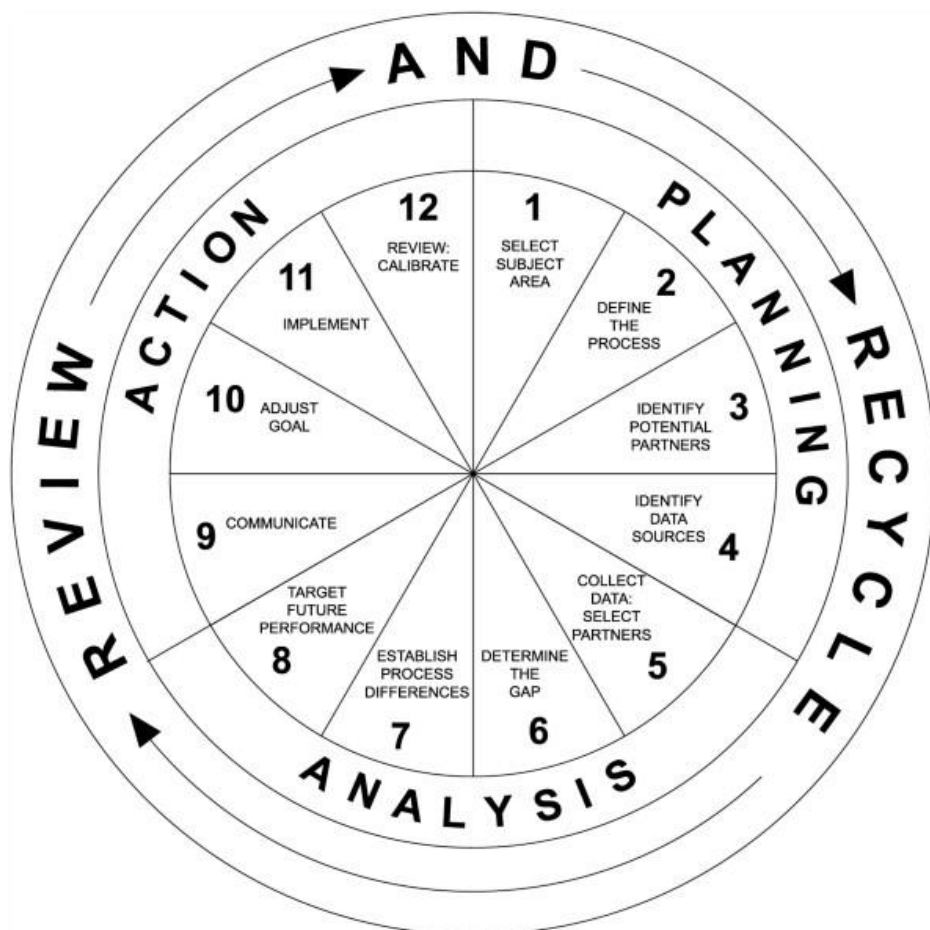 REVIEW AND RECYCLE
PLANNING
ANALYSIS
ACTION
1
SELECT
SUBJECT
AREA
2
DEFINE
THE
PROCESS
3
IDENTIFY
POTENTIAL
PARTNERS
4
IDENTIFY
DATA
SOURCES
5
COLLECT
DATA:
SELECT
PARTNERS
6
DETERMINE
THE
GAP
7
ESTABLISH
PROCESS
DIFFERENCES
8
TARGET
FUTURE
PERFORMANCE
9
COMMUNICATE
10
ADJUST
GOAL
11
IMPLEMENT
12
REVIEW:
CALIBRATE